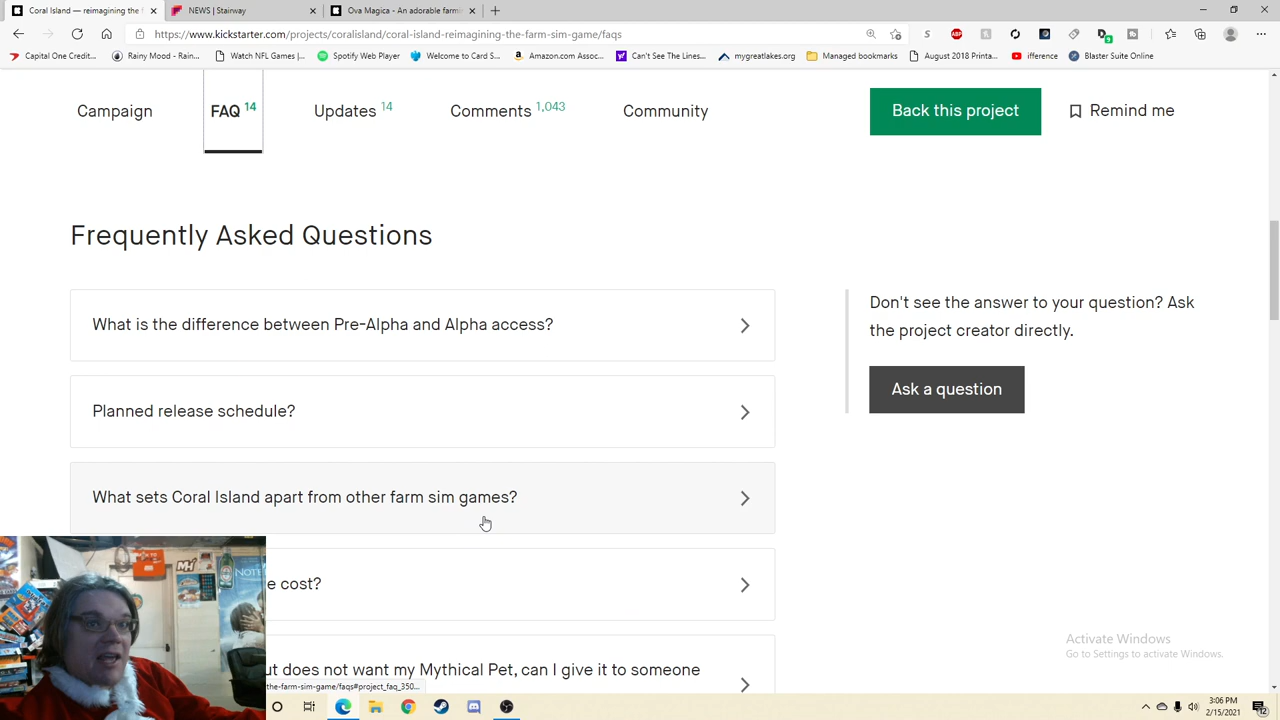 Coral Island — reimagining the f
NEWS | Stairway
Ova Magica - An adorable farmi
https://www.kickstarter.com/projects/coralisland/coral-island-reimagining-the-farm-sim-game/faqs
Capital One Credit...
Rainy Mood - Rain...
Watch NFL Games |...
Spotify Web Player
Welcome to Card S...
Amazon.com Assoc...
Can't See The Lines...
mygreatlakes.org
Managed bookmarks
August 2018 Printa...
ifference
Blaster Suite Online
Campaign
FAQ 14
Updates 14
Comments 1,043
Community
Back this project
Remind me
Frequently Asked Questions
What is the difference between Pre-Alpha and Alpha access?
Planned release schedule?
What sets Coral Island apart from other farm sim games?
e cost?
ut does not want my Mythical Pet, can I give it to someone
Don't see the answer to your question? Ask
the project creator directly.
Ask a question
Activate Windows
Go to Settings to activate Windows.
the-farm-sim-game/faqs#project_faq_350...
3:06 PM
2/15/2021